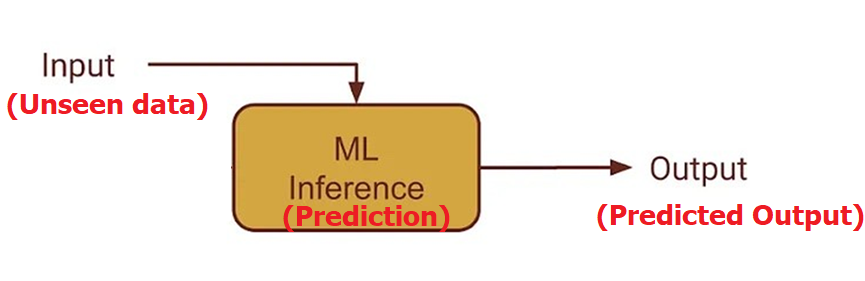 Input
(Unseen data)
ML
Inference
(Prediction)
Output
(Predicted Output)